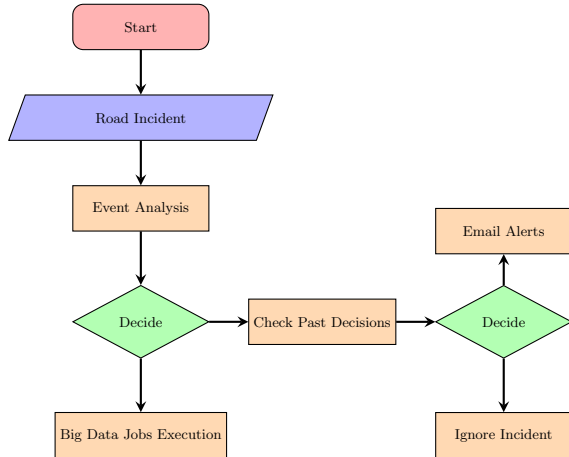 Start
Road Incident
Event Analysis
Email Alerts
Decide
Check Past Decisions
Decide
Big Data Jobs Execution
Ignore Incident